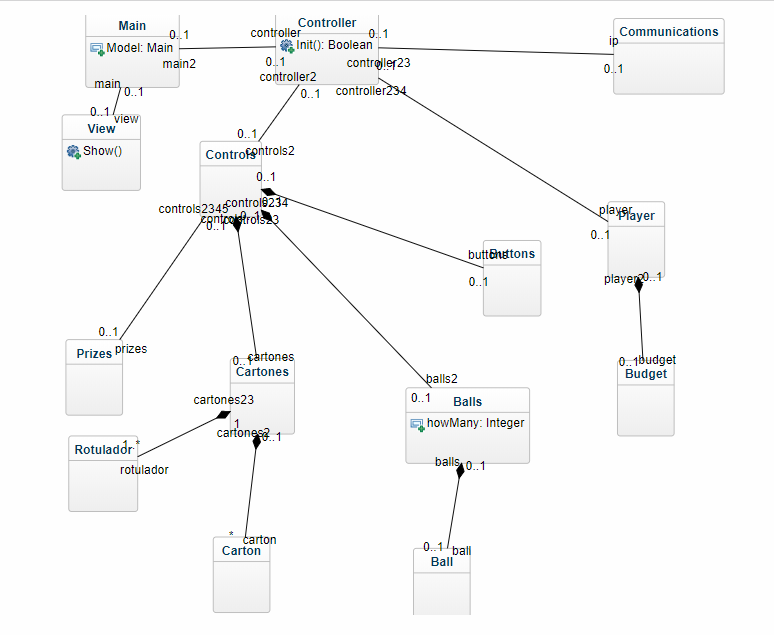 Main
Model: Main
0..1
main2
main
0..1
0..1
view
View
Show()
controller
Controller
Init(): Boolean
0..1
0..1
controller2
0..1
controller23
0..1
controller234
ip
0..1
Communications
0..1
controls2
Controls
0..1
controls234
0..1
controls2345
controls
0..1
controls23
0..1
player
Player
0..1
player2
0..1
buttons
Buttons
0..1
0..1
prizes
Prizes
0..1
cartones
Cartones
0..1
budget
Budget
balls2
0..1
Balls
howMany: Integer
cartones23
1
cartones2
0..1
Rotulador
1..*
rotulador
balls
0..1
*
carton
Carton
0..1
ball
Ball